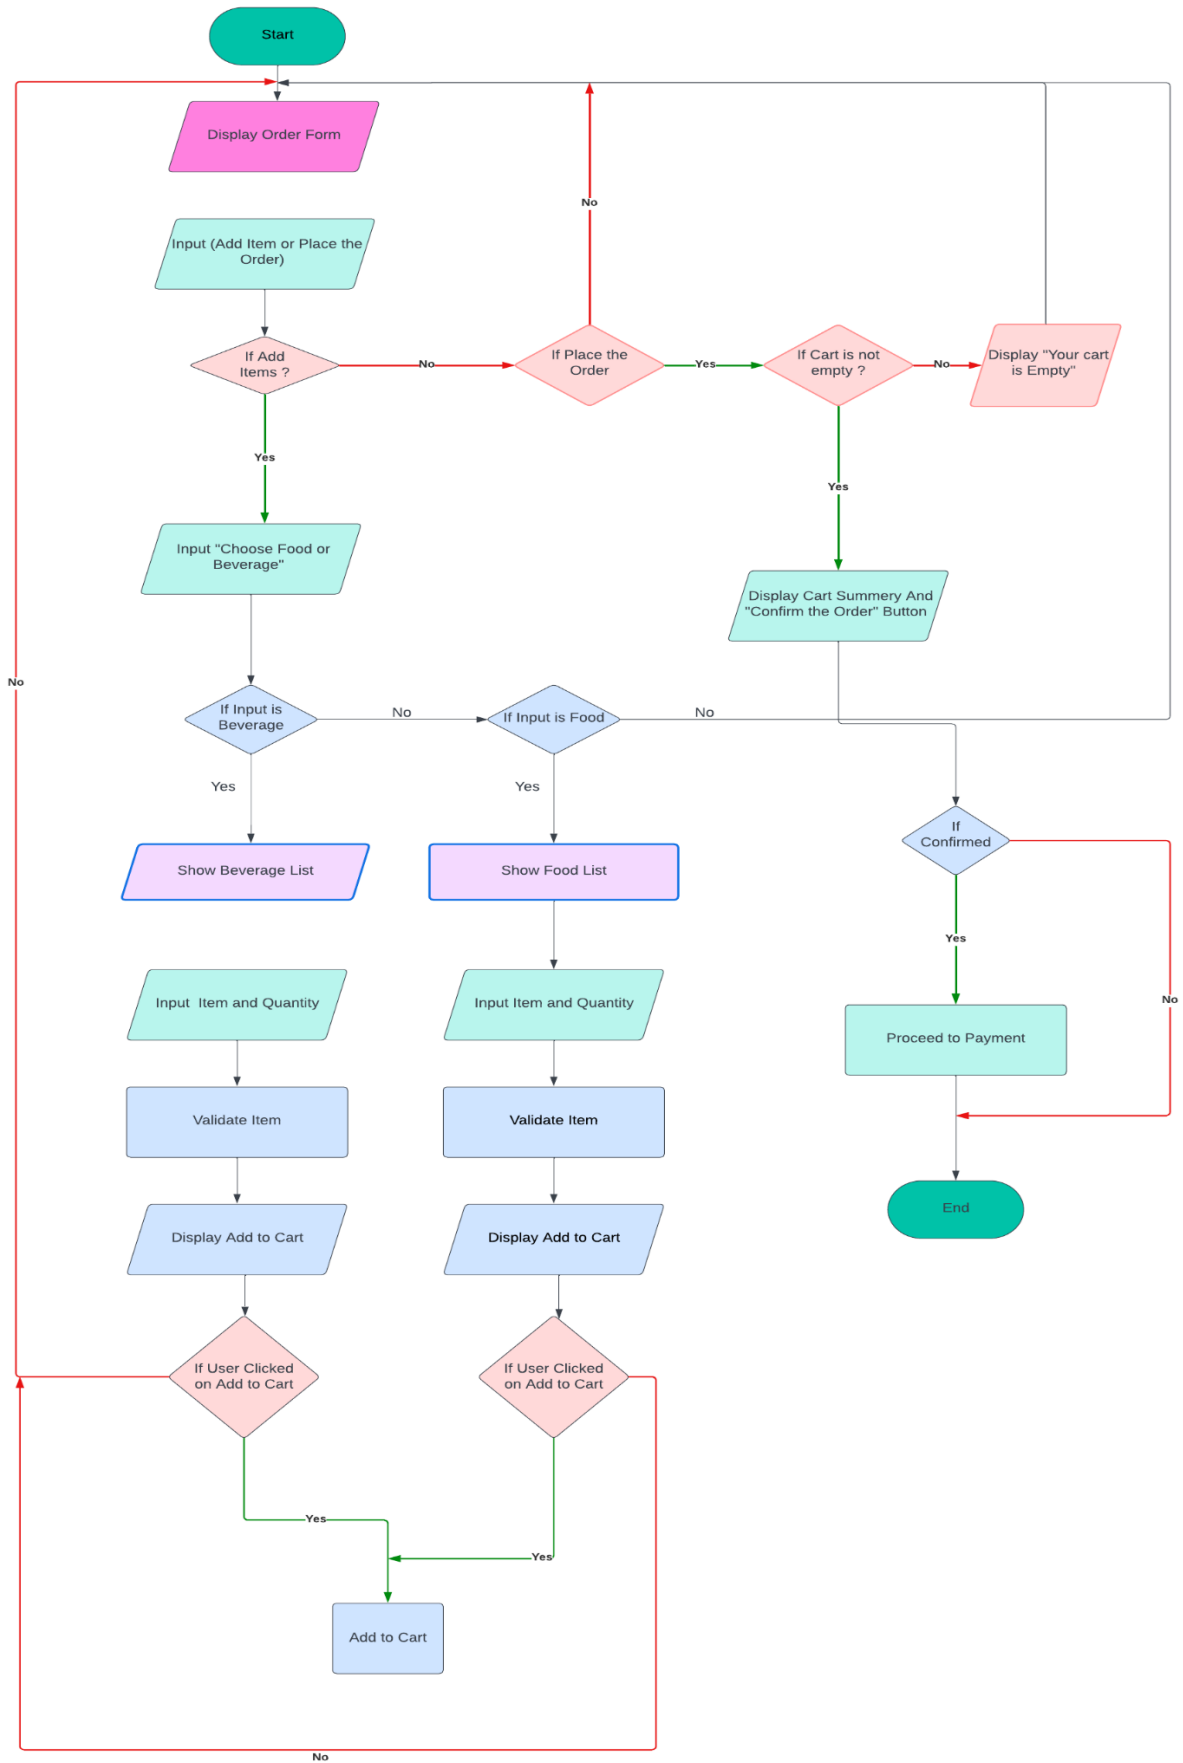 Start
Display Order Form
No
Input (Add Item or Place the
Order)
If Add
Items ?
No
If Place the
Order
Yes
If Cart is not
empty ?
No
Display "Your cart
is Empty"
Yes
Yes
Input "Choose Food or
Beverage"
Display Cart Summery And
"Confirm the Order" Button
No
If Input is
Beverage
No
If Input is Food
No
Yes
Yes
If
Confirmed
Show Beverage List
Show Food List
Yes
No
Input  Item and Quantity
Input Item and Quantity
Proceed to Payment
Validate Item
Validate Item
Display Add to Cart
Display Add to Cart
End
If User Clicked
on Add to Cart
If User Clicked
on Add to Cart
Yes
Yes
Add to Cart
No